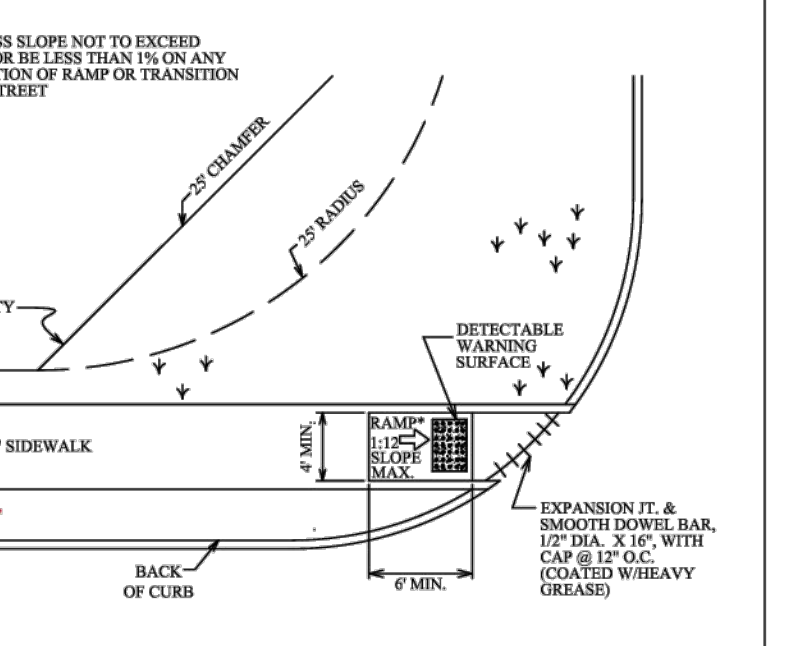 SS SLOPE NOT TO EXCEED
OR BE LESS THAN 1% ON ANY
TION OF RAMP OR TRANSITION
TREET
25' CHAMFER
25' RADIUS
TY
DETECTABLE
WARNING
SURFACE
' SIDEWALK
4' MIN.
RAMP*
1:12
SLOPE
MAX.
EXPANSION JT. &
SMOOTH DOWEL BAR,
1/2" DIA. X 16", WITH
CAP @ 12" O.C.
(COATED W/HEAVY
GREASE)
BACK
OF CURB
6' MIN.